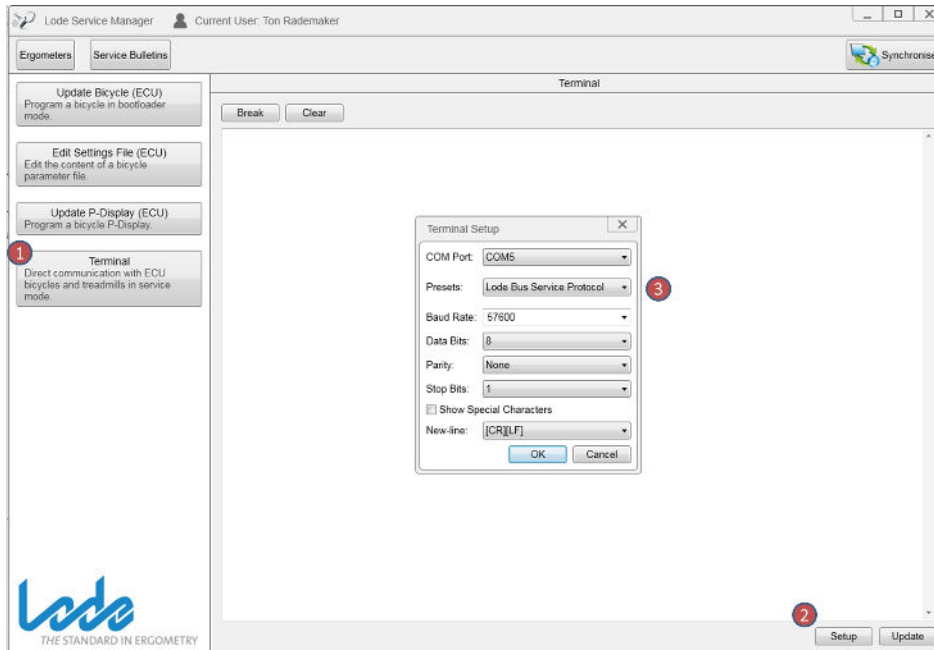 Lode Service Manager
Current User: Ton Rademaker
Ergometers
Service Bulletins
Synchronise
Update Bicycle (ECU)
Program a bicycle in bootloader
mode.
Edit Settings File (ECU)
Edit the content of a bicycle
parameter file.
Update P-Display (ECU)
Program a bicycle P-Display.
1
Terminal
Direct communication with ECU
bicycles and treadmills in service
mode.
Terminal
Break
Clear
Terminal Setup
COM Port: COM5
Presets: Lode Bus Service Protocol
3
Baud Rate: 57600
Data Bits: 8
Parity: None
Stop Bits: 1
Show Special Characters
New-line: [CR][LF]
OK
Cancel
Lode
THE STANDARD IN ERGOMETRY
2
Setup
Update